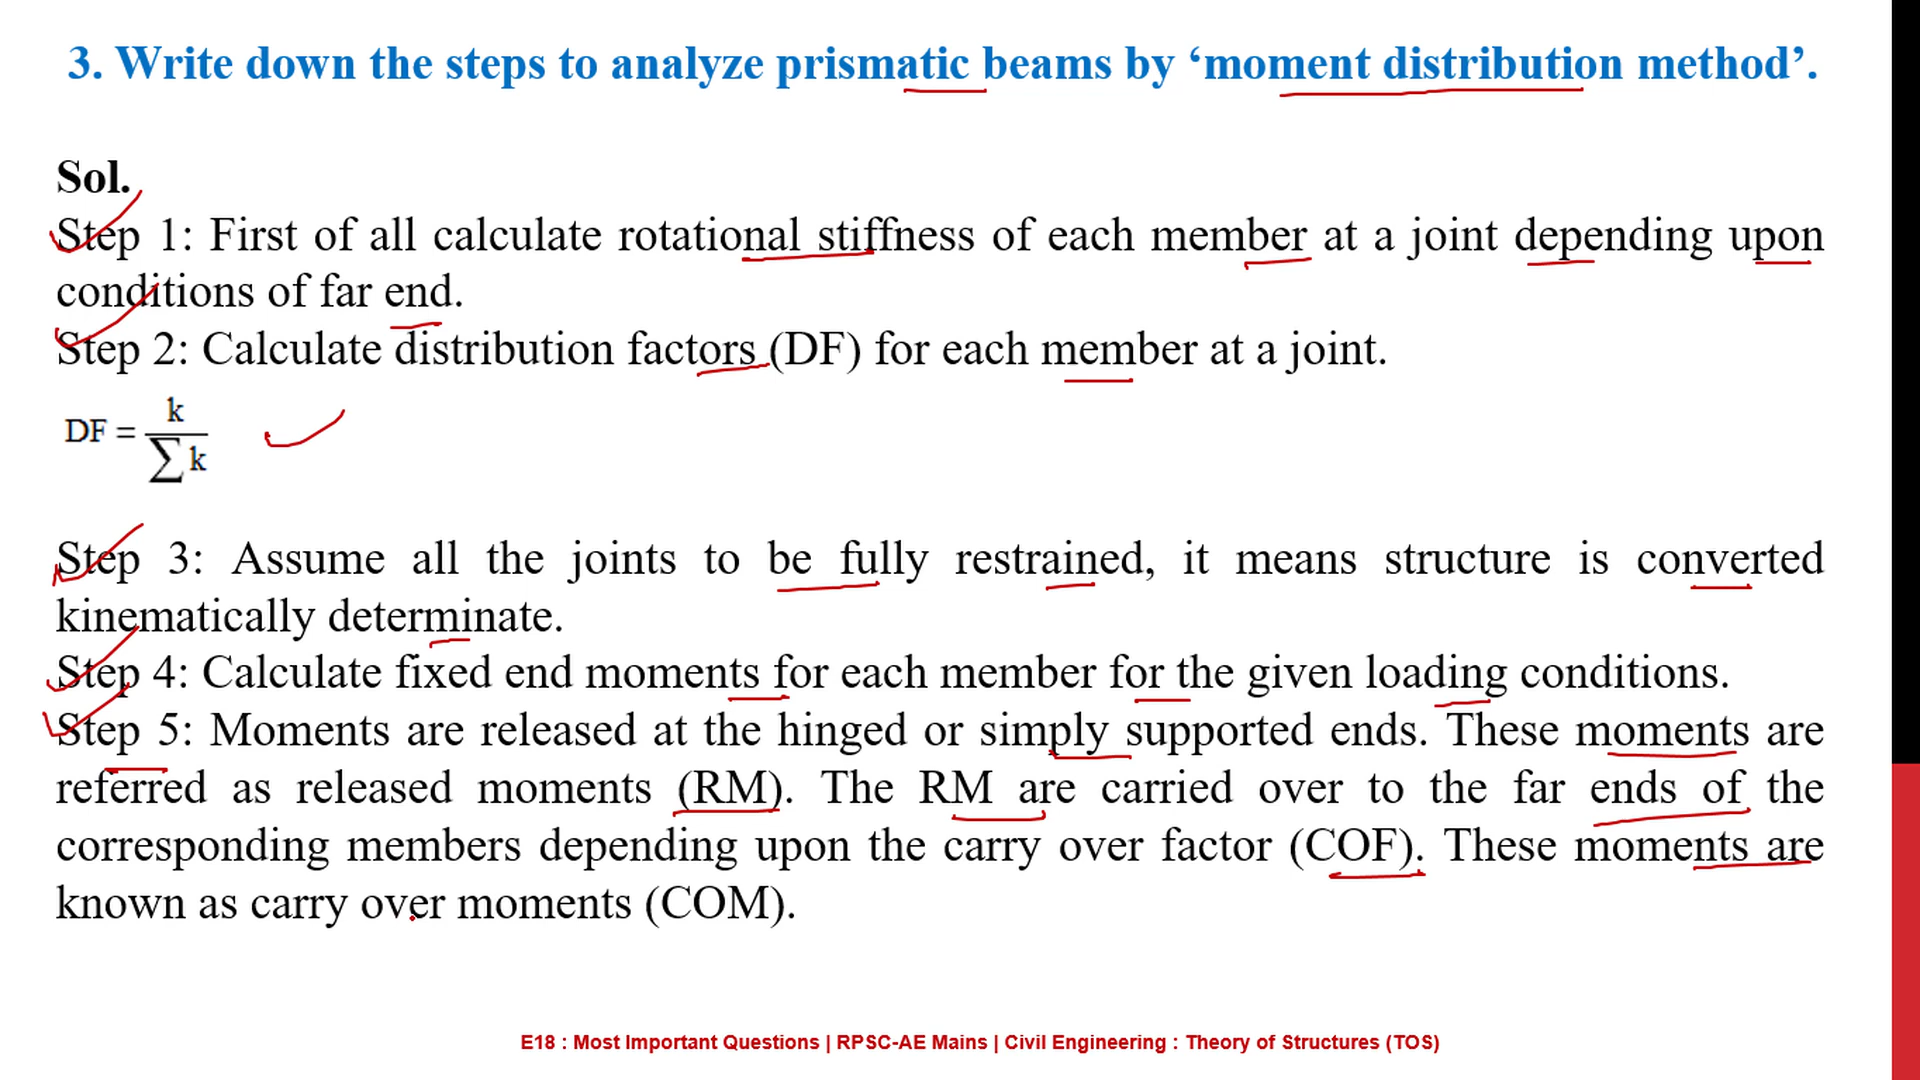 3. Write down the steps to analyze prismatic beams by ‘moment distribution method’.
Sol.
Step 1: First of all calculate rotational stiffness of each member at a joint depending upon
conditions of far end.
Step 2: Calculate distribution factors (DF) for each member at a joint.
DF = k / ∑k
Step 3: Assume all the joints to be fully restrained, it means structure is converted
kinematically determinate.
Step 4: Calculate fixed end moments for each member for the given loading conditions.
Step 5: Moments are released at the hinged or simply supported ends. These moments are
referred as released moments (RM). The RM are carried over to the far ends of the
corresponding members depending upon the carry over factor (COF). These moments are
known as carry over moments (COM).
E18 : Most Important Questions | RPSC-AE Mains | Civil Engineering : Theory of Structures (TOS)